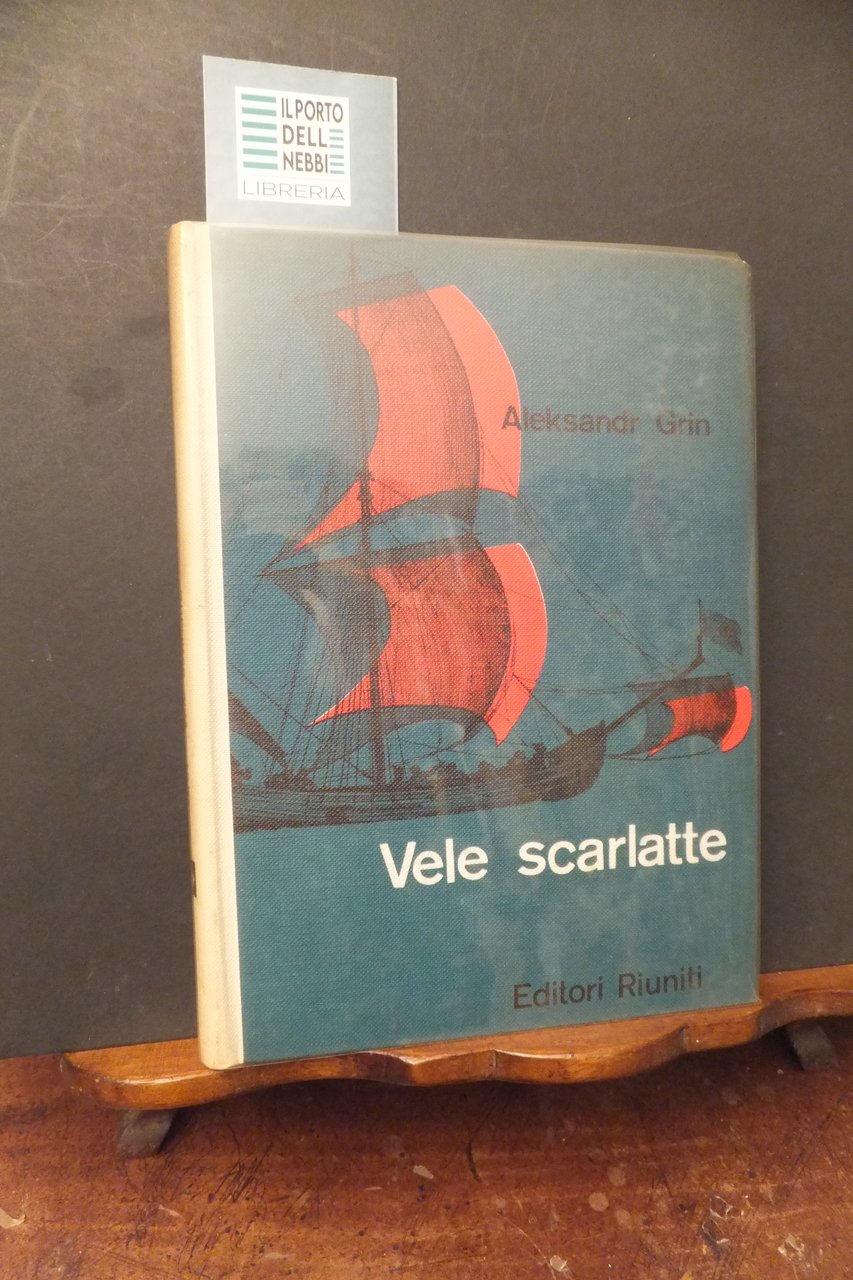 IL PORTO
DELL
NEBBI
LIBRERIA
Aleksandr Grin
Vele scarlatte
Editori Riuniti